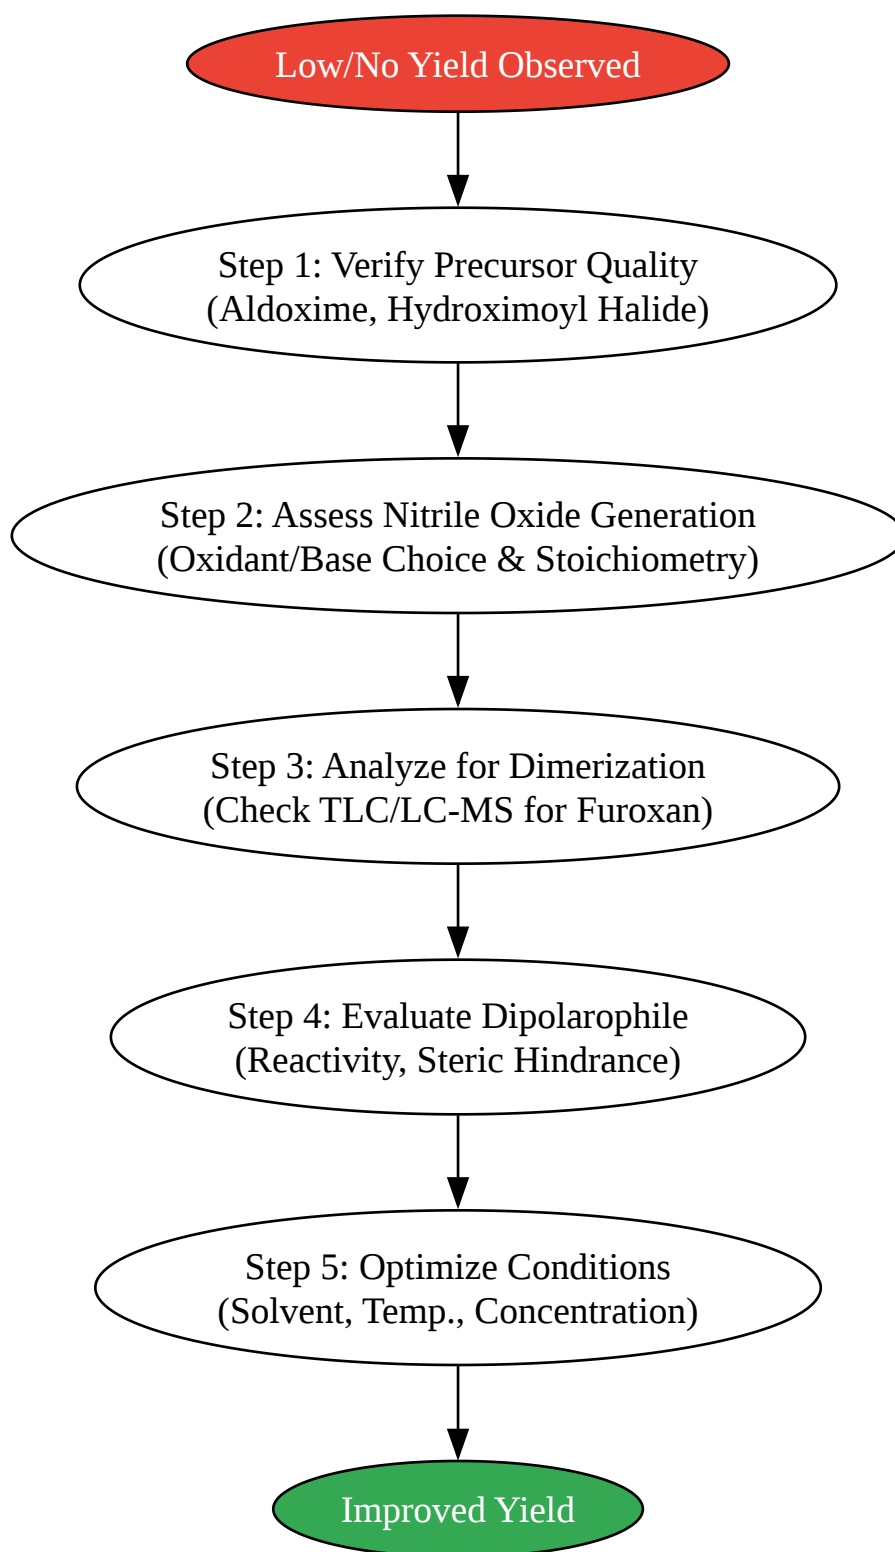 Low/No Yield Observed
Step 1: Verify Precursor Quality
(Aldoxime, Hydroximoyl Halide)
Step 2: Assess Nitrile Oxide Generation
(Oxidant/Base Choice & Stoichiometry)
Step 3: Analyze for Dimerization
(Check TLC/LC-MS for Furoxan)
Step 4: Evaluate Dipolarophile
(Reactivity, Steric Hindrance)
Step 5: Optimize Conditions
(Solvent, Temp., Concentration)
Improved Yield